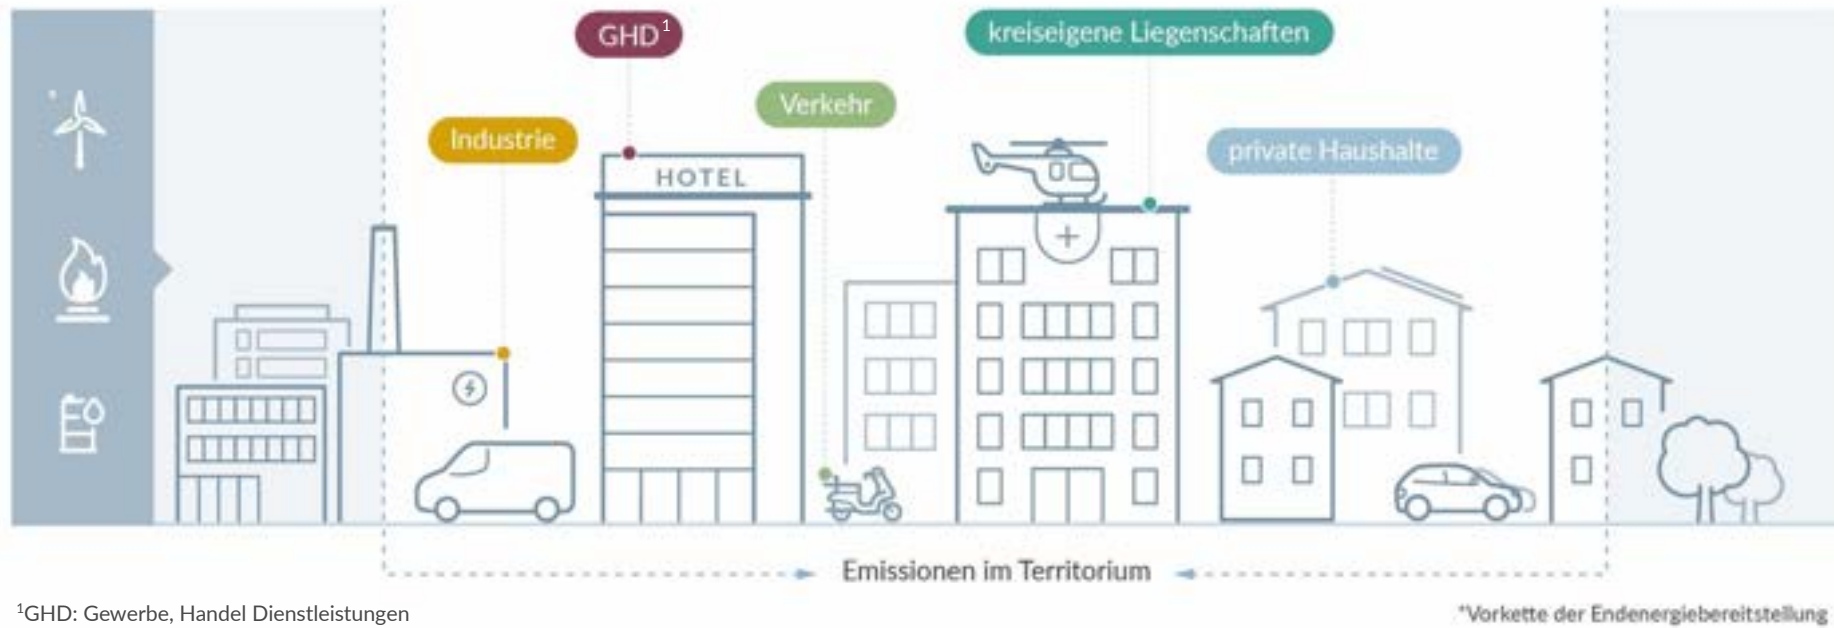 GHD¹
kreiseigene Liegenschaften
Verkehr
Industrie
private Haushalte
HOTEL
Emissionen im Territorium
¹GHD: Gewerbe, Handel Dienstleistungen
*Vorkette der Endenergiebereitstellung